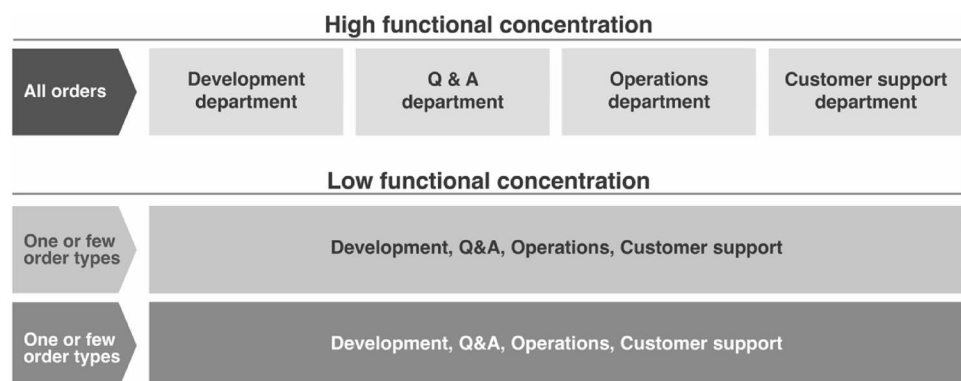 High functional concentration
All orders
Development
department
Q & A
department
Operations
department
Customer support
department
Low functional concentration
One or few
order types
Development, Q&A, Operations, Customer support
One or few
order types
Development, Q&A, Operations, Customer support